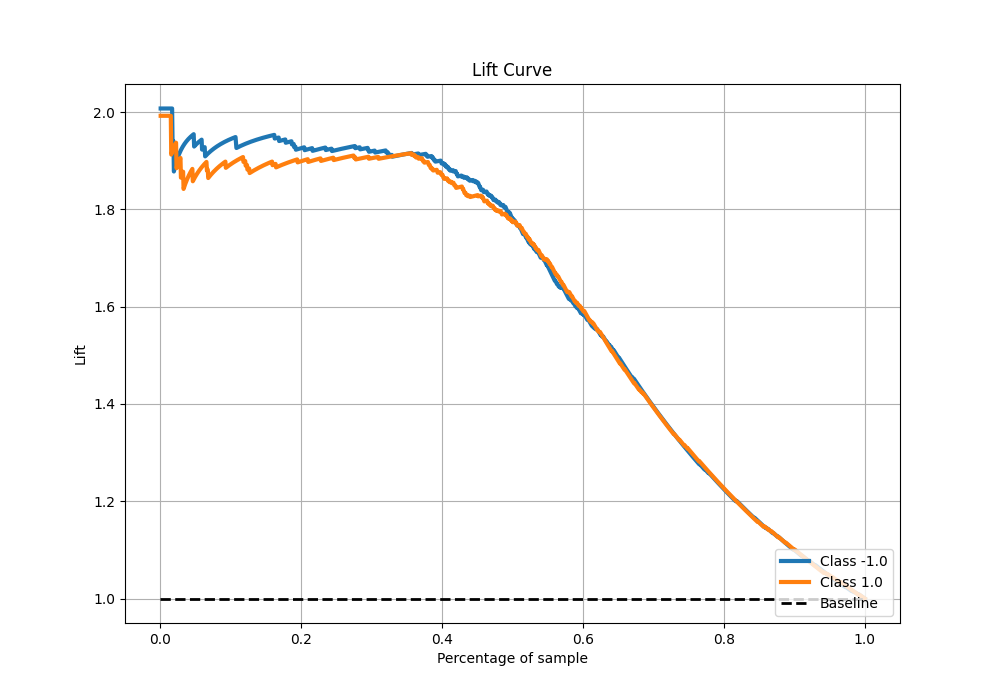 Lift Curve
2.0
1.8
1.6
1.4
1.2
1.0
Lift
0.0 0.2 0.4 0.6 0.8 1.0
Percentage of sample
Class -1.0
Class 1.0
Baseline